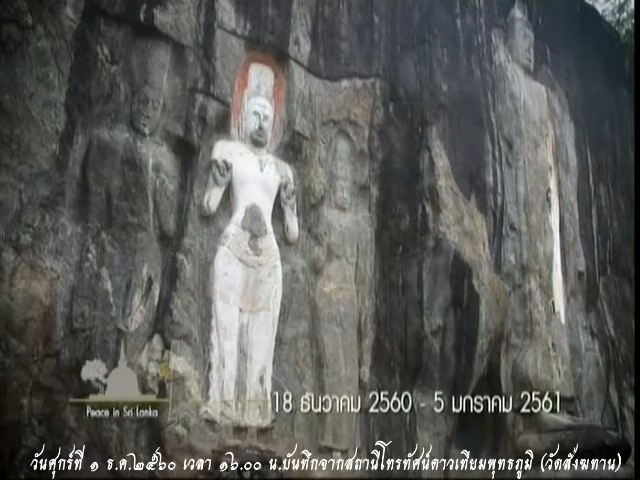 18 ธันวาคม 2560 - 5 มกราคม 2561
Peace in Sri Lanka
วันศุกร์ที่ ๑ ธ.ค.๒๕๖๐ เวลา ๑๖.๐๐ น.บันทึกจากสถานีโทรทัศน์ดาวเทียมพุทธภูมิ (วัดสังฆทาน)